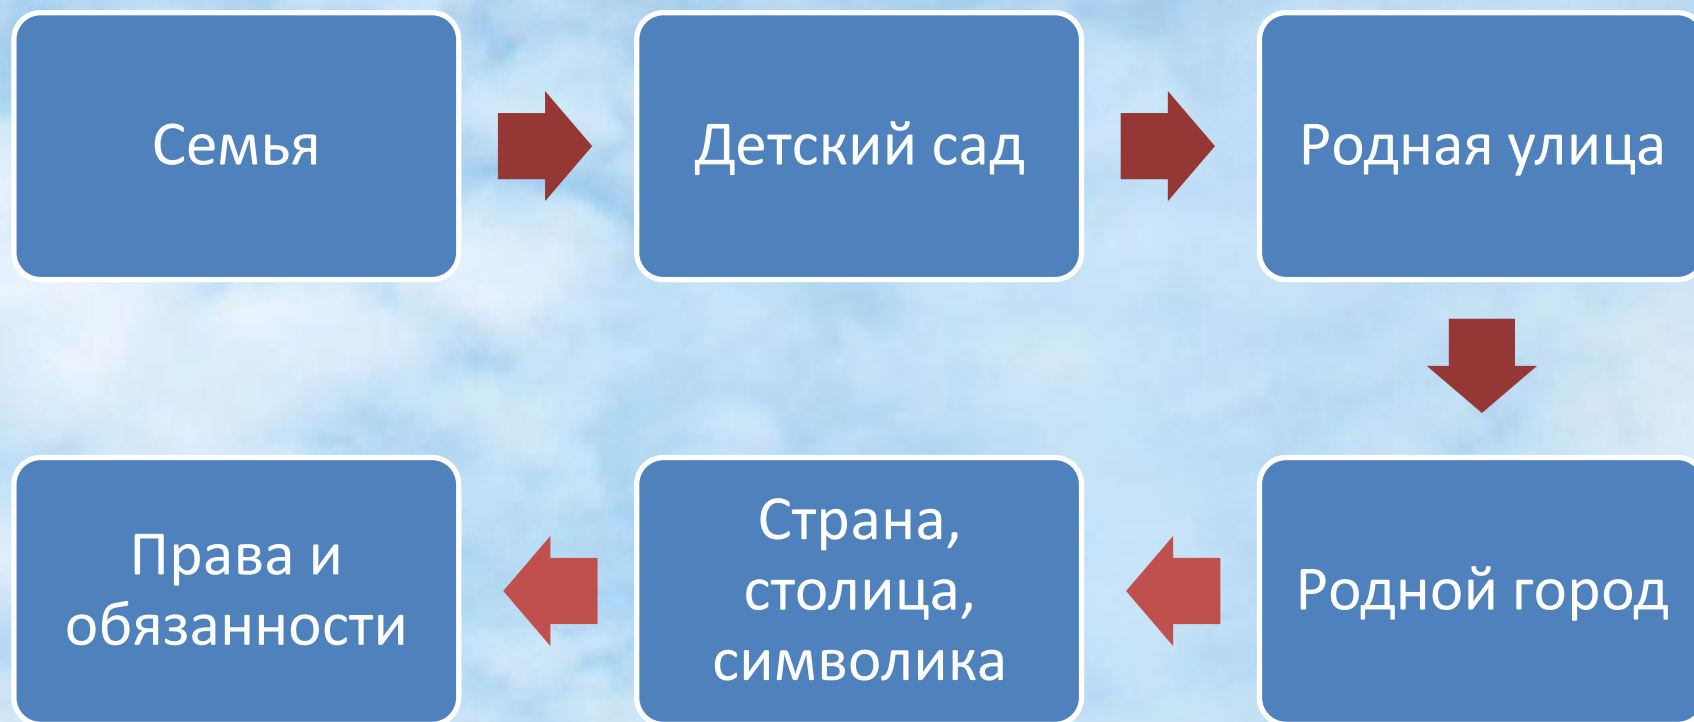 Семья
Детский сад
Родная улица
Родной город
Страна,
столица,
символика
Права и
обязанности